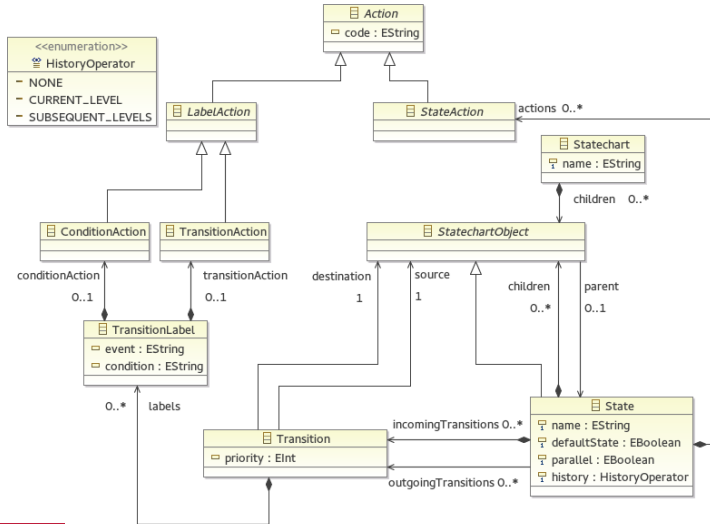 Action
code : EString
<<enumeration>>
HistoryOperator
NONE
CURRENT_LEVEL
SUBSEQUENT_LEVELS
LabelAction
StateAction
actions 0..*
Statechart
name : EString
children 0..*
ConditionAction
TransitionAction
StatechartObject
conditionAction
0..1
transitionAction
0..1
destination
1
source
1
children
0..*
parent
0..1
TransitionLabel
event : EString
condition : EString
0..* labels
Transition
priority : EInt
incomingTransitions 0..*
outgoingTransitions 0..*
State
name : EString
defaultState : EBoolean
parallel : EBoolean
history : HistoryOperator